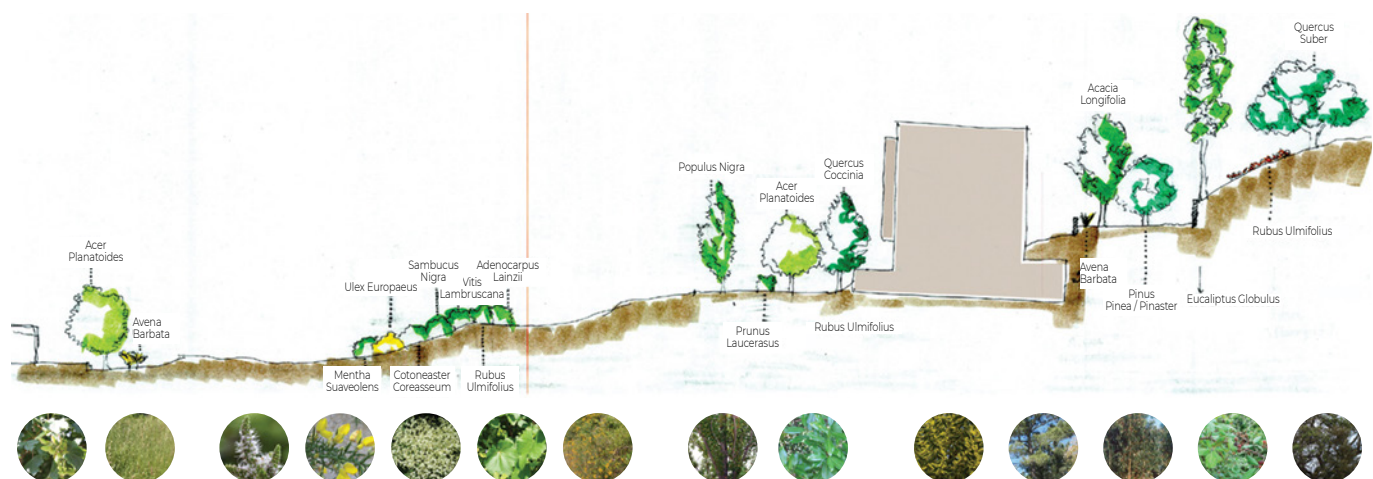 Acer
Planatoides
Avena
Barbata
Ulex Europaeus
Sambucus
Nigra
Vitis
Lambruscana
Adenocarpus
Lainzii
Mentha
Suaveolens
Cotoneaster
Coreasseum
Rubus
Ulmifolius
Populus Nigra
Acer
Planatoides
Quercus
Coccinia
Prunus
Laucerasus
Rubus Ulmifolius
Acacia
Longifolia
Quercus
Suber
Avena
Barbata
Pinus
Pinea / Pinaster
Eucaliptus Globulus
Rubus Ulmifolius